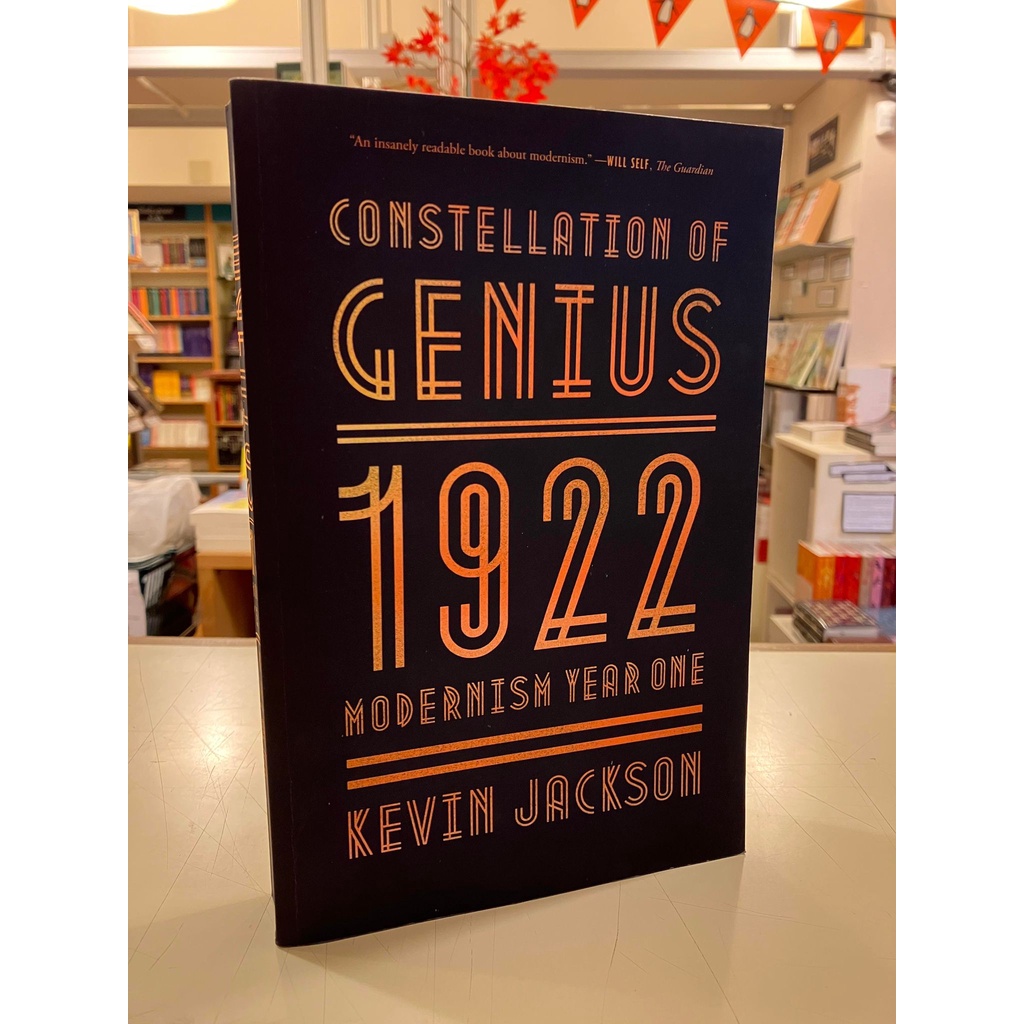 “An insanely readable book about modernism.” —WILL SELF, The Guardian
CONSTELLATION OF
GENIUS
1922
MODERNISM YEAR ONE
KEVIN JACKSON